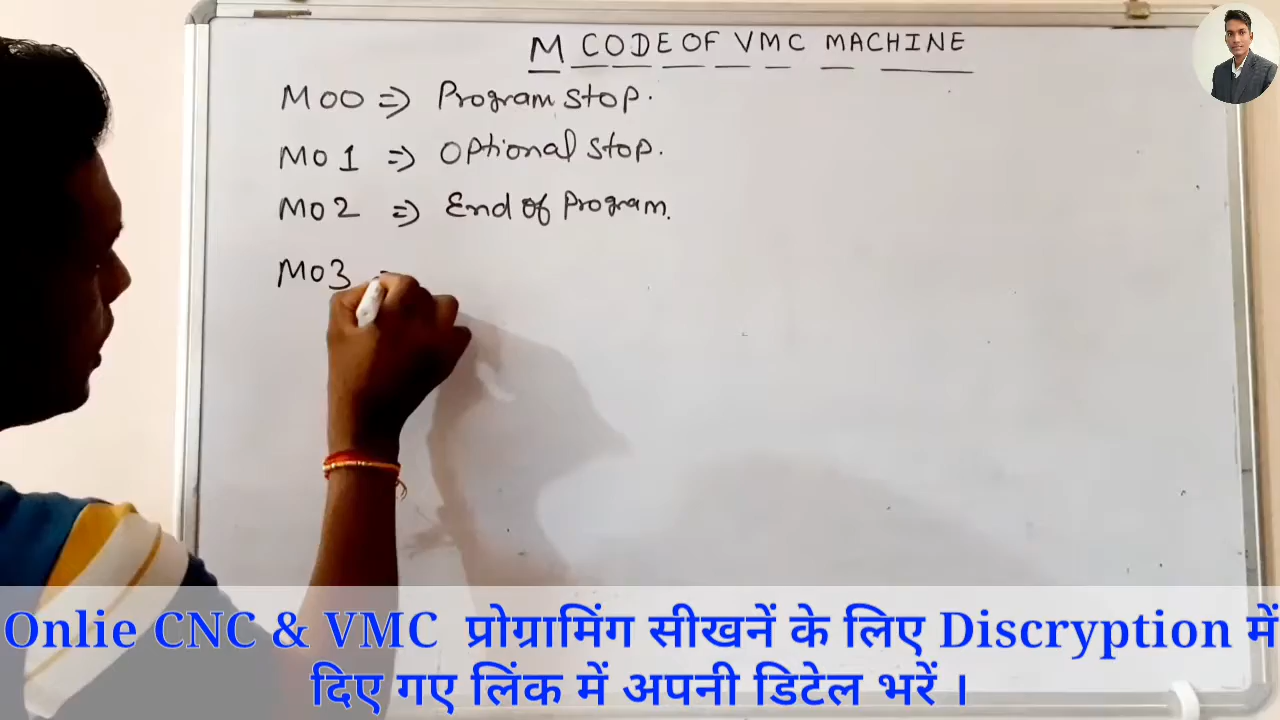 M CODE OF VMC MACHINE
M00 => Program stop.
M01 => Optional stop.
M02 => End of Program.
M03
Onlie CNC & VMC प्रोग्रामिंग सीखनें के लिए Discryption में
दिए गए लिंक में अपनी डिटेल भरें ।